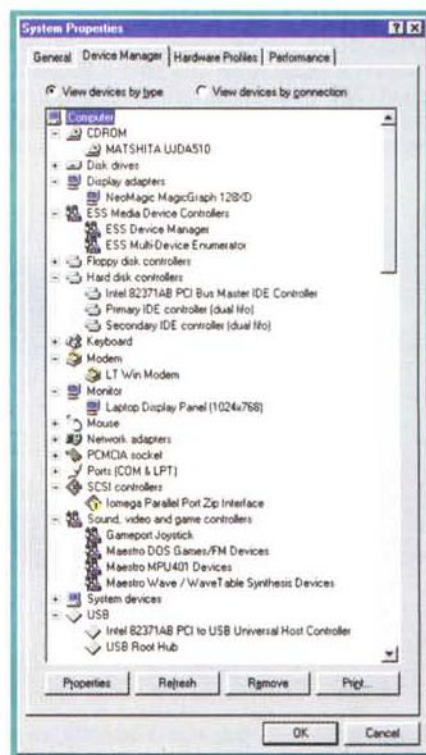 System Properties
General Device Manager Hardware Profiles Performance
View devices by type View devices by connection
Computer
CDROM
MATSHITA UJDA510
Disk drives
Display adapters
NeoMagic MagicGraph 128XD
ESS Media Device Controllers
ESS Device Manager
ESS Multi-Device Enumerator
Floppy disk controllers
Hard disk controllers
Intel 82371AB PCI Bus Master IDE Controller
Primary IDE controller (dual fifo)
Secondary IDE controller (dual fifo)
Keyboard
Modem
LT Win Modem
Monitor
Laptop Display Panel (1024x768)
Mouse
Network adapters
PCMCIA socket
Ports (COM & LPT)
SCSI controllers
Iomega Parallel Port Zip Interface
Sound, video and game controllers
Gameport Joystick
Maestro DOS Games/FM Devices
Maestro MPU401 Devices
Maestro Wave / WaveTable Synthesis Devices
System devices
USB
Intel 82371AB PCI to USB Universal Host Controller
USB Root Hub
Properties Refresh Remove Print...
OK Cancel